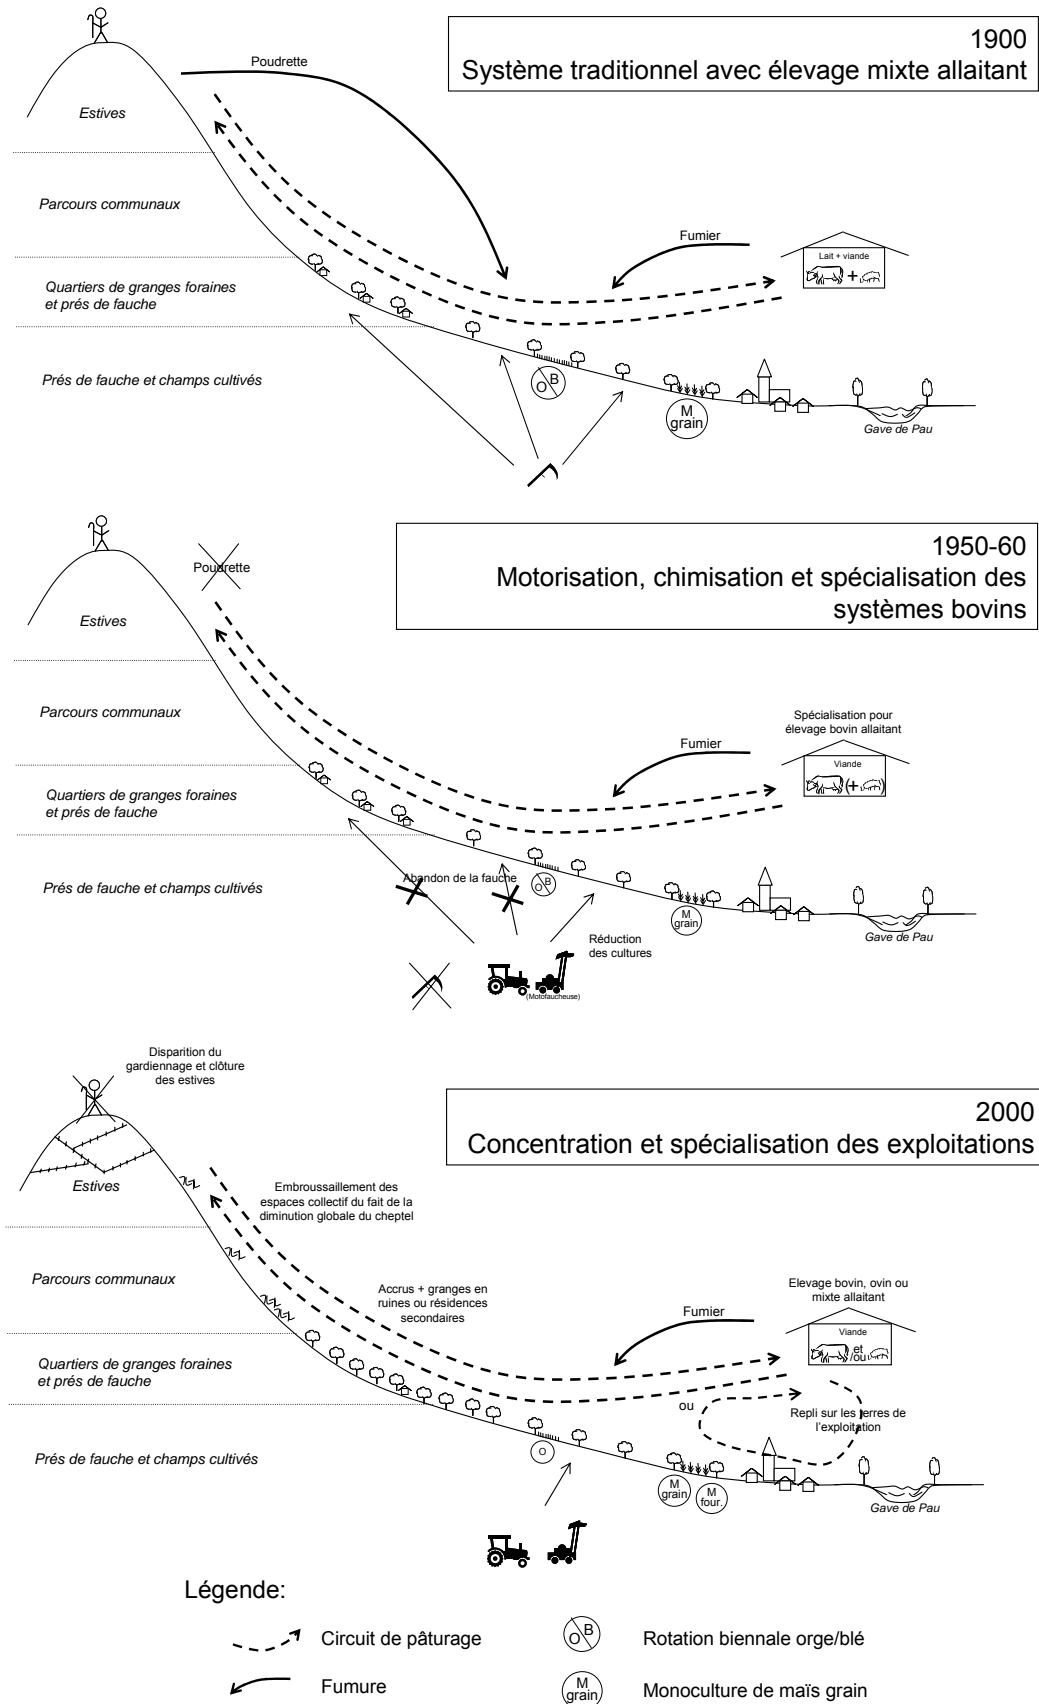 1900
Système traditionnel avec élevage mixte allaitant
Poudrette
Estives
Parcours communaux
Fumier
Lait + viande
+
Quartiers de granges foraines
et prés de fauche
Prés de fauche et champs cultivés
O B
M
grain
Gave de Pau
1950-60
Motorisation, chimisation et spécialisation des
systèmes bovins
Poudrette
Estives
Parcours communaux
Spécialisation pour
élevage bovin allaitant
Fumier
Viande
(+ )
Quartiers de granges foraines
et prés de fauche
Prés de fauche et champs cultivés
Abandon de la fauche
O B
M
grain
Gave de Pau
Réduction
des cultures
(Motofaucheuse)
Disparition du
gardiennage et clôture
des estives
2000
Concentration et spécialisation des exploitations
Estives
Embroussaillement des
espaces collectif du fait de la
diminution globale du cheptel
Parcours communaux
Accrus + granges en
ruines ou résidences
secondaires
Elevage bovin, ovin ou
mixte allaitant
Fumier
Viande
et
/ou
Quartiers de granges foraines
et prés de fauche
ou
Repli sur les terres de
l'exploitation
Prés de fauche et champs cultivés
O
M
grain
M
four.
Gave de Pau
Légende:
Circuit de pâturage
O B
Rotation biennale orge/blé
Fumure
M
grain
Monoculture de maïs grain